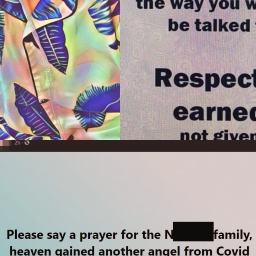 the way you w
be talked t
Respect
earned
not given
Please say a prayer for the N family,
heaven gained another angel from Covid